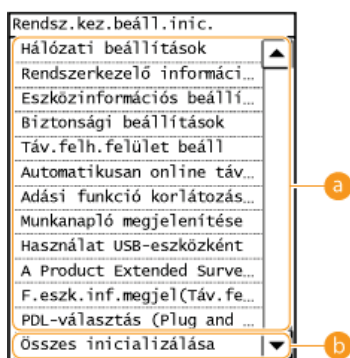 Rendsz.kez.beáll.inic.
Hálózati beállítások
Rendszerkezelő informáci...
Eszközinformációs beállí...
Biztonsági beállítások
Táv.felh.felület beáll
Automatikusan online táv...
Adási funkció korlátozás...
Munkanapló megjelenítése
Használat USB-eszközként
A Product Extended Surve...
F.eszk.inf.megjel(Táv.fe...
PDL-választás (Plug and ...
Összes inicializálása
a
b